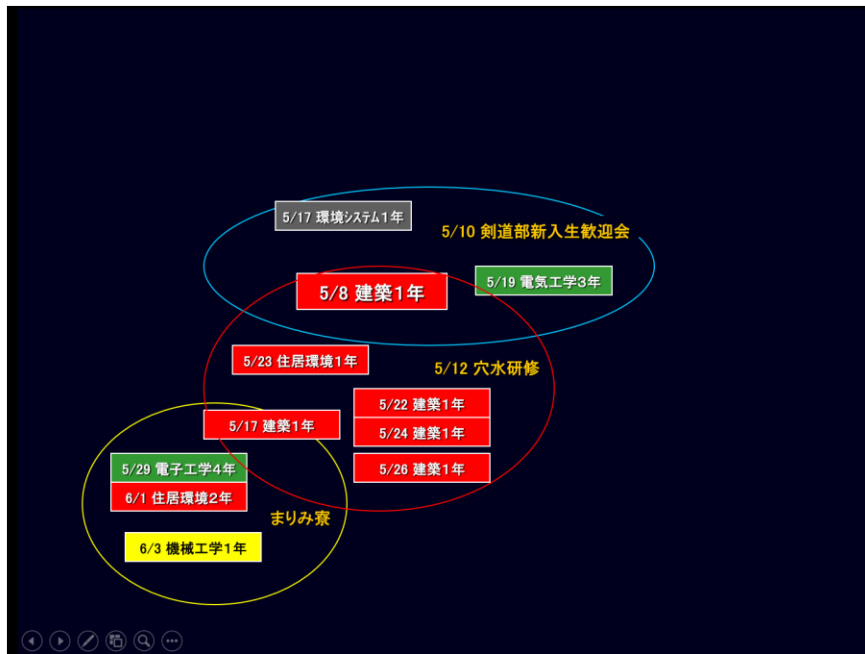 5/17 環境システム1年
5/10 剣道部新入生歓迎会
5/8 建築1年
5/19 電気工学3年
5/23 住居環境1年
5/12 穴水研修
5/22 建築1年
5/17 建築1年
5/24 建築1年
5/29 電子工学4年
5/26 建築1年
6/1 住居環境2年
まりみ寮
6/3 機械工学1年